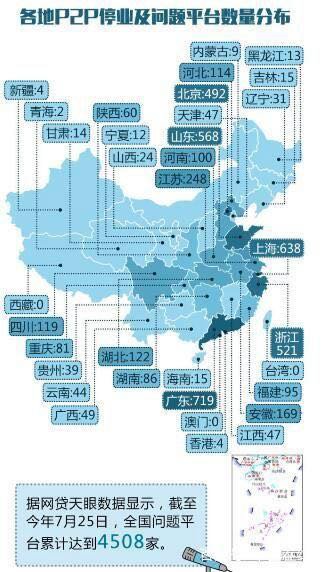 各地P2P停业及问题平台数量分布
内蒙古:9
黑龙江:13
河北:114
吉林:15
新疆:4
北京:492
辽宁:31
青海:2
陕西:60
天津:47
甘肃:14
宁夏:12
山东:568
山西:24
河南:100
江苏:248
上海:638
西藏:0
四川:119
重庆:81
湖北:122
浙江
521
贵州:39
湖南:86
海南:15
台湾:0
云南:44
广东:719
福建:95
广西:49
澳门:0
安徽:169
香港:4
江西:47
据网贷天眼数据显示，截至
今年7月25日，全国问题平
台累计达到4508家。